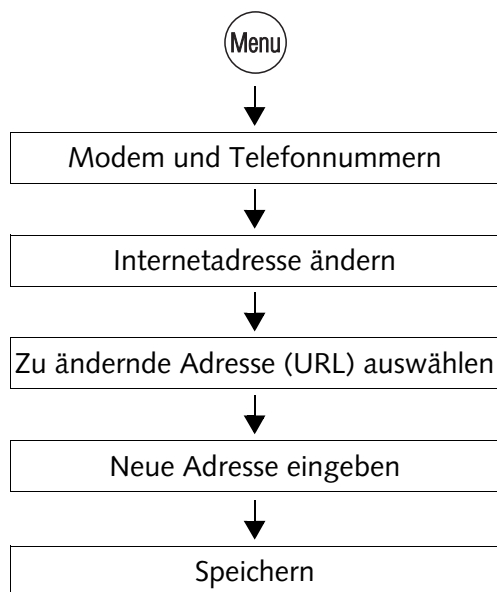 Menu
Modem und Telefonnummern
Internetadresse ändern
Zu ändernde Adresse (URL) auswählen
Neue Adresse eingeben
Speichern